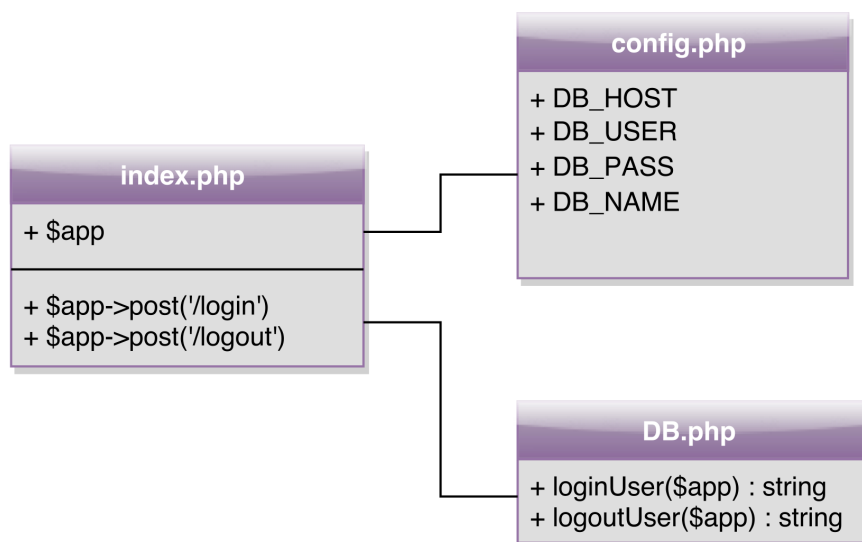 config.php
+ DB_HOST
+ DB_USER
+ DB_PASS
+ DB_NAME
index.php
+ $app
+ $app->post('/login')
+ $app->post('/logout')
DB.php
+ loginUser($app) : string
+ logoutUser($app) : string